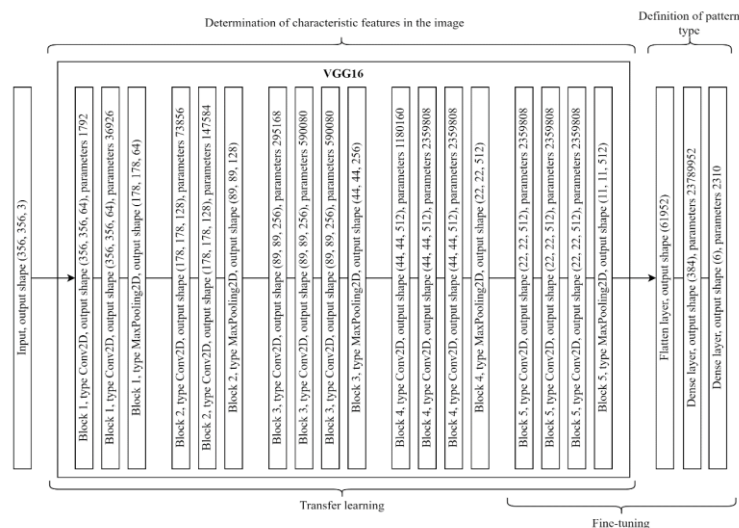 Determination of characteristic features in the image
Definition of pattern
type
VGG16
Input, output shape (356, 356, 3)
Block 1, type Conv2D, output shape (356, 356, 64), parameters 1792
Block 1, type Conv2D, output shape (356, 356, 64), parameters 36926
Block 1, type MaxPooling2D, output shape (178, 178, 64)
Block 2, type Conv2D, output shape (178, 178, 128), parameters 73856
Block 2, type Conv2D, output shape (178, 178, 128), parameters 147584
Block 2, type MaxPooling2D, output shape (89, 89, 128)
Block 3, type Conv2D, output shape (89, 89, 256), parameters 295168
Block 3, type Conv2D, output shape (89, 89, 256), parameters 590080
Block 3, type Conv2D, output shape (89, 89, 256), parameters 590080
Block 3, type MaxPooling2D, output shape (44, 44, 256)
Block 4, type Conv2D, output shape (44, 44, 512), parameters 1180160
Block 4, type Conv2D, output shape (44, 44, 512), parameters 2359808
Block 4, type Conv2D, output shape (44, 44, 512), parameters 2359808
Block 4, type MaxPooling2D, output shape (22, 22, 512)
Block 5, type Conv2D, output shape (22, 22, 512), parameters 2359808
Block 5, type Conv2D, output shape (22, 22, 512), parameters 2359808
Block 5, type Conv2D, output shape (22, 22, 512), parameters 2359808
Block 5, type MaxPooling2D, output shape (11, 11, 512)
Flatten layer, output shape (61952)
Dense layer, output shape (384), parameters 23789952
Dense layer, output shape (6), parameters 2310
Transfer learning
Fine-tuning